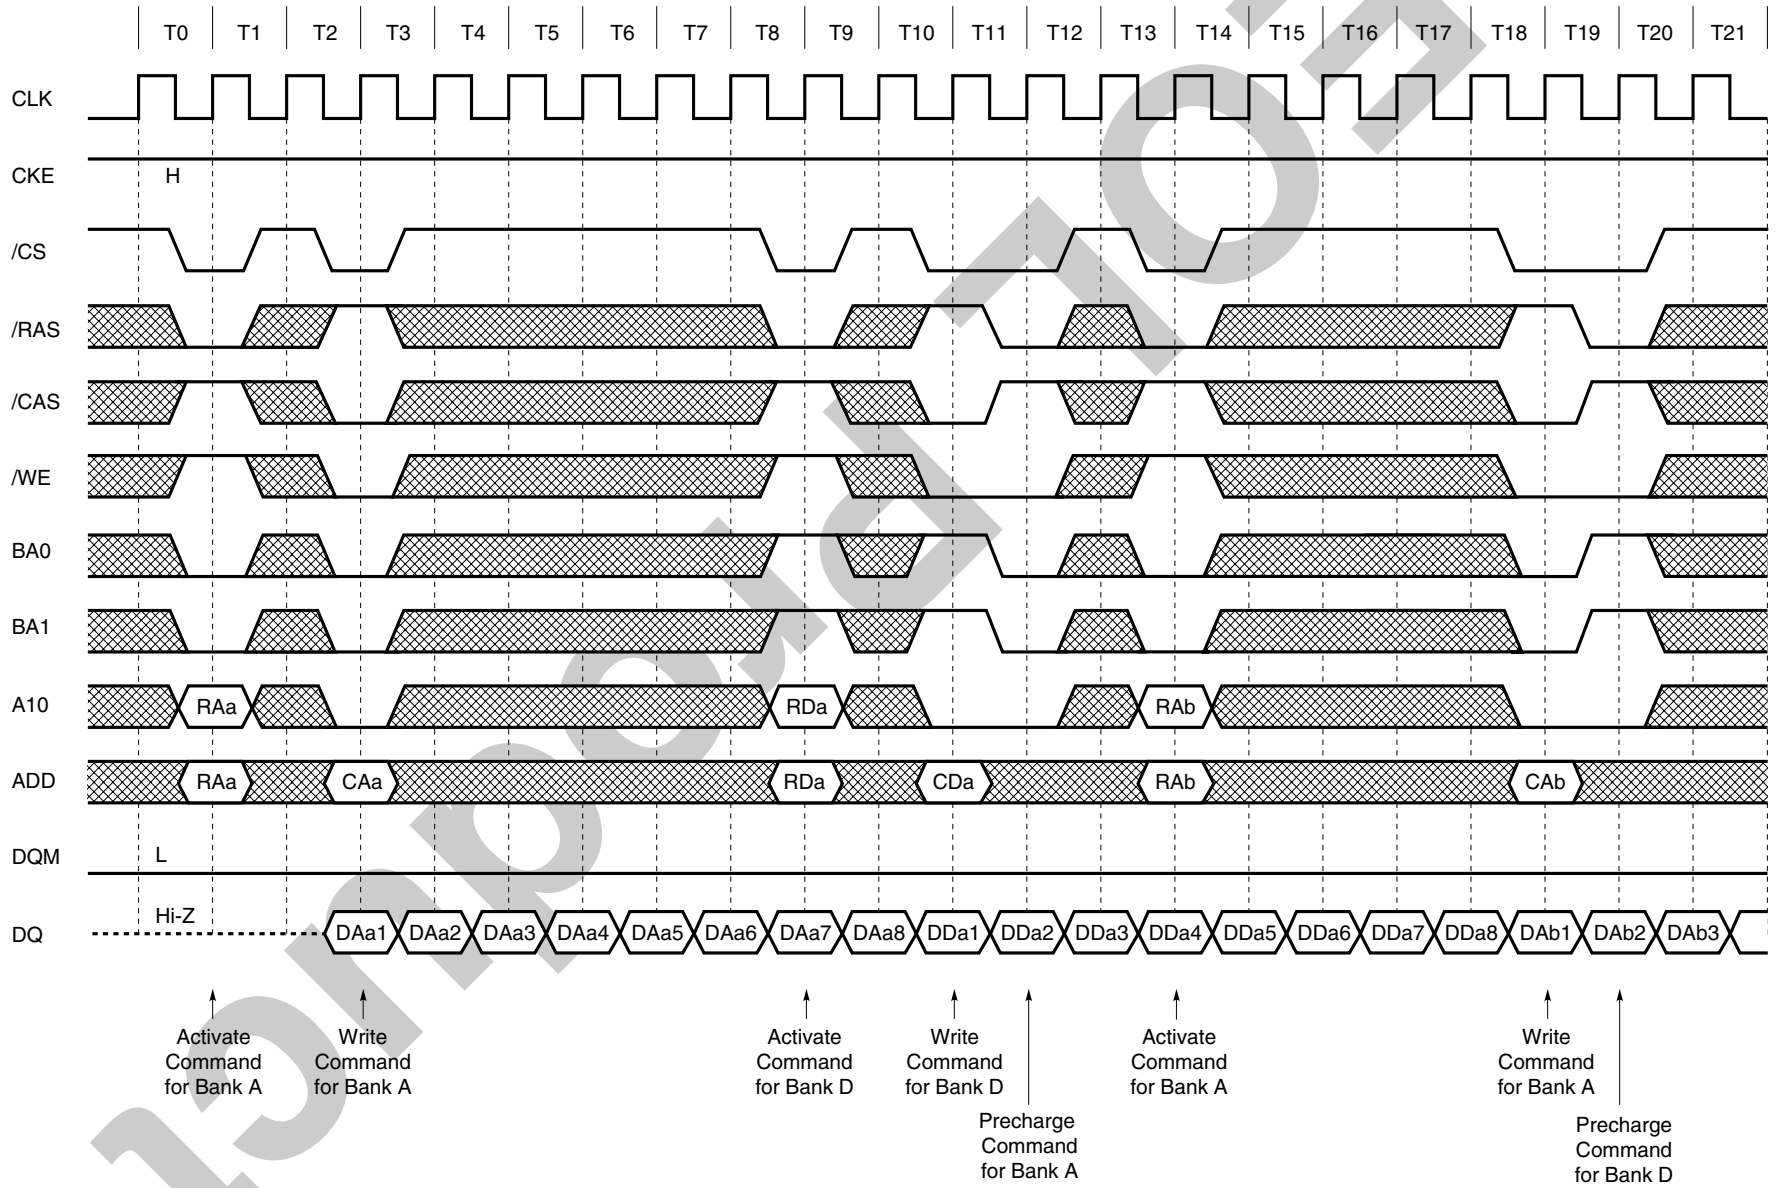 T0 T1 T2 T3 T4 T5 T6 T7 T8 T9 T10 T11 T12 T13 T14 T15 T16 T17 T18 T19 T20 T21
CLK
CKE H
/CS
/RAS
/CAS
/WE
BA0
BA1
A10 RAa RDa RAb
ADD RAa CAa RDa CDa RAb CAb
DQM L
DQ Hi-Z DAa1 DAa2 DAa3 DAa4 DAa5 DAa6 DAa7 DAa8 DDa1 DDa2 DDa3 DDa4 DDa5 DDa6 DDa7 DDa8 DAb1 DAb2 DAb3
Activate
Command
for Bank A
Write
Command
for Bank A
Activate
Command
for Bank D
Write
Command
for Bank D
Precharge
Command
for Bank A
Activate
Command
for Bank A
Write
Command
for Bank A
Precharge
Command
for Bank D
EOL Product